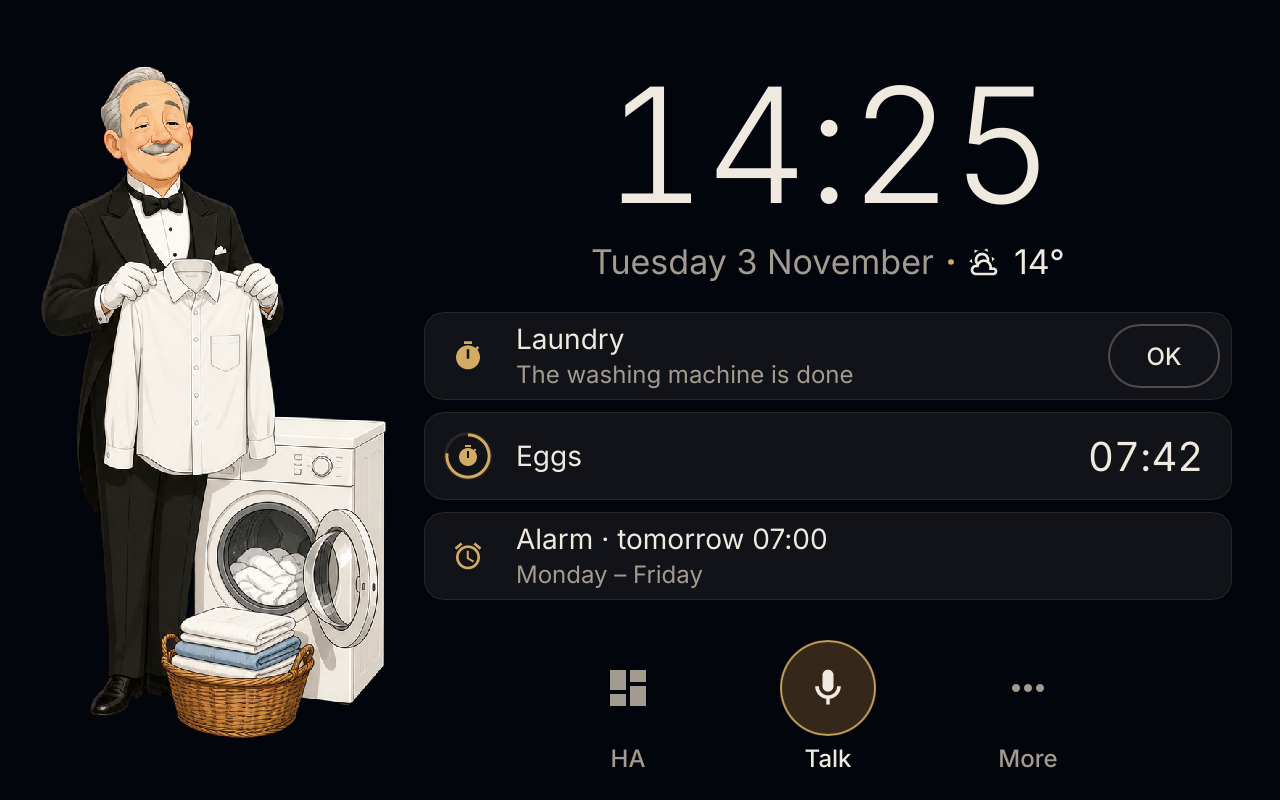 14:25
Tuesday 3 November • 14°
Laundry
The washing machine is done
OK
Eggs
07:42
Alarm · tomorrow 07:00
Monday – Friday
HA
Talk
More